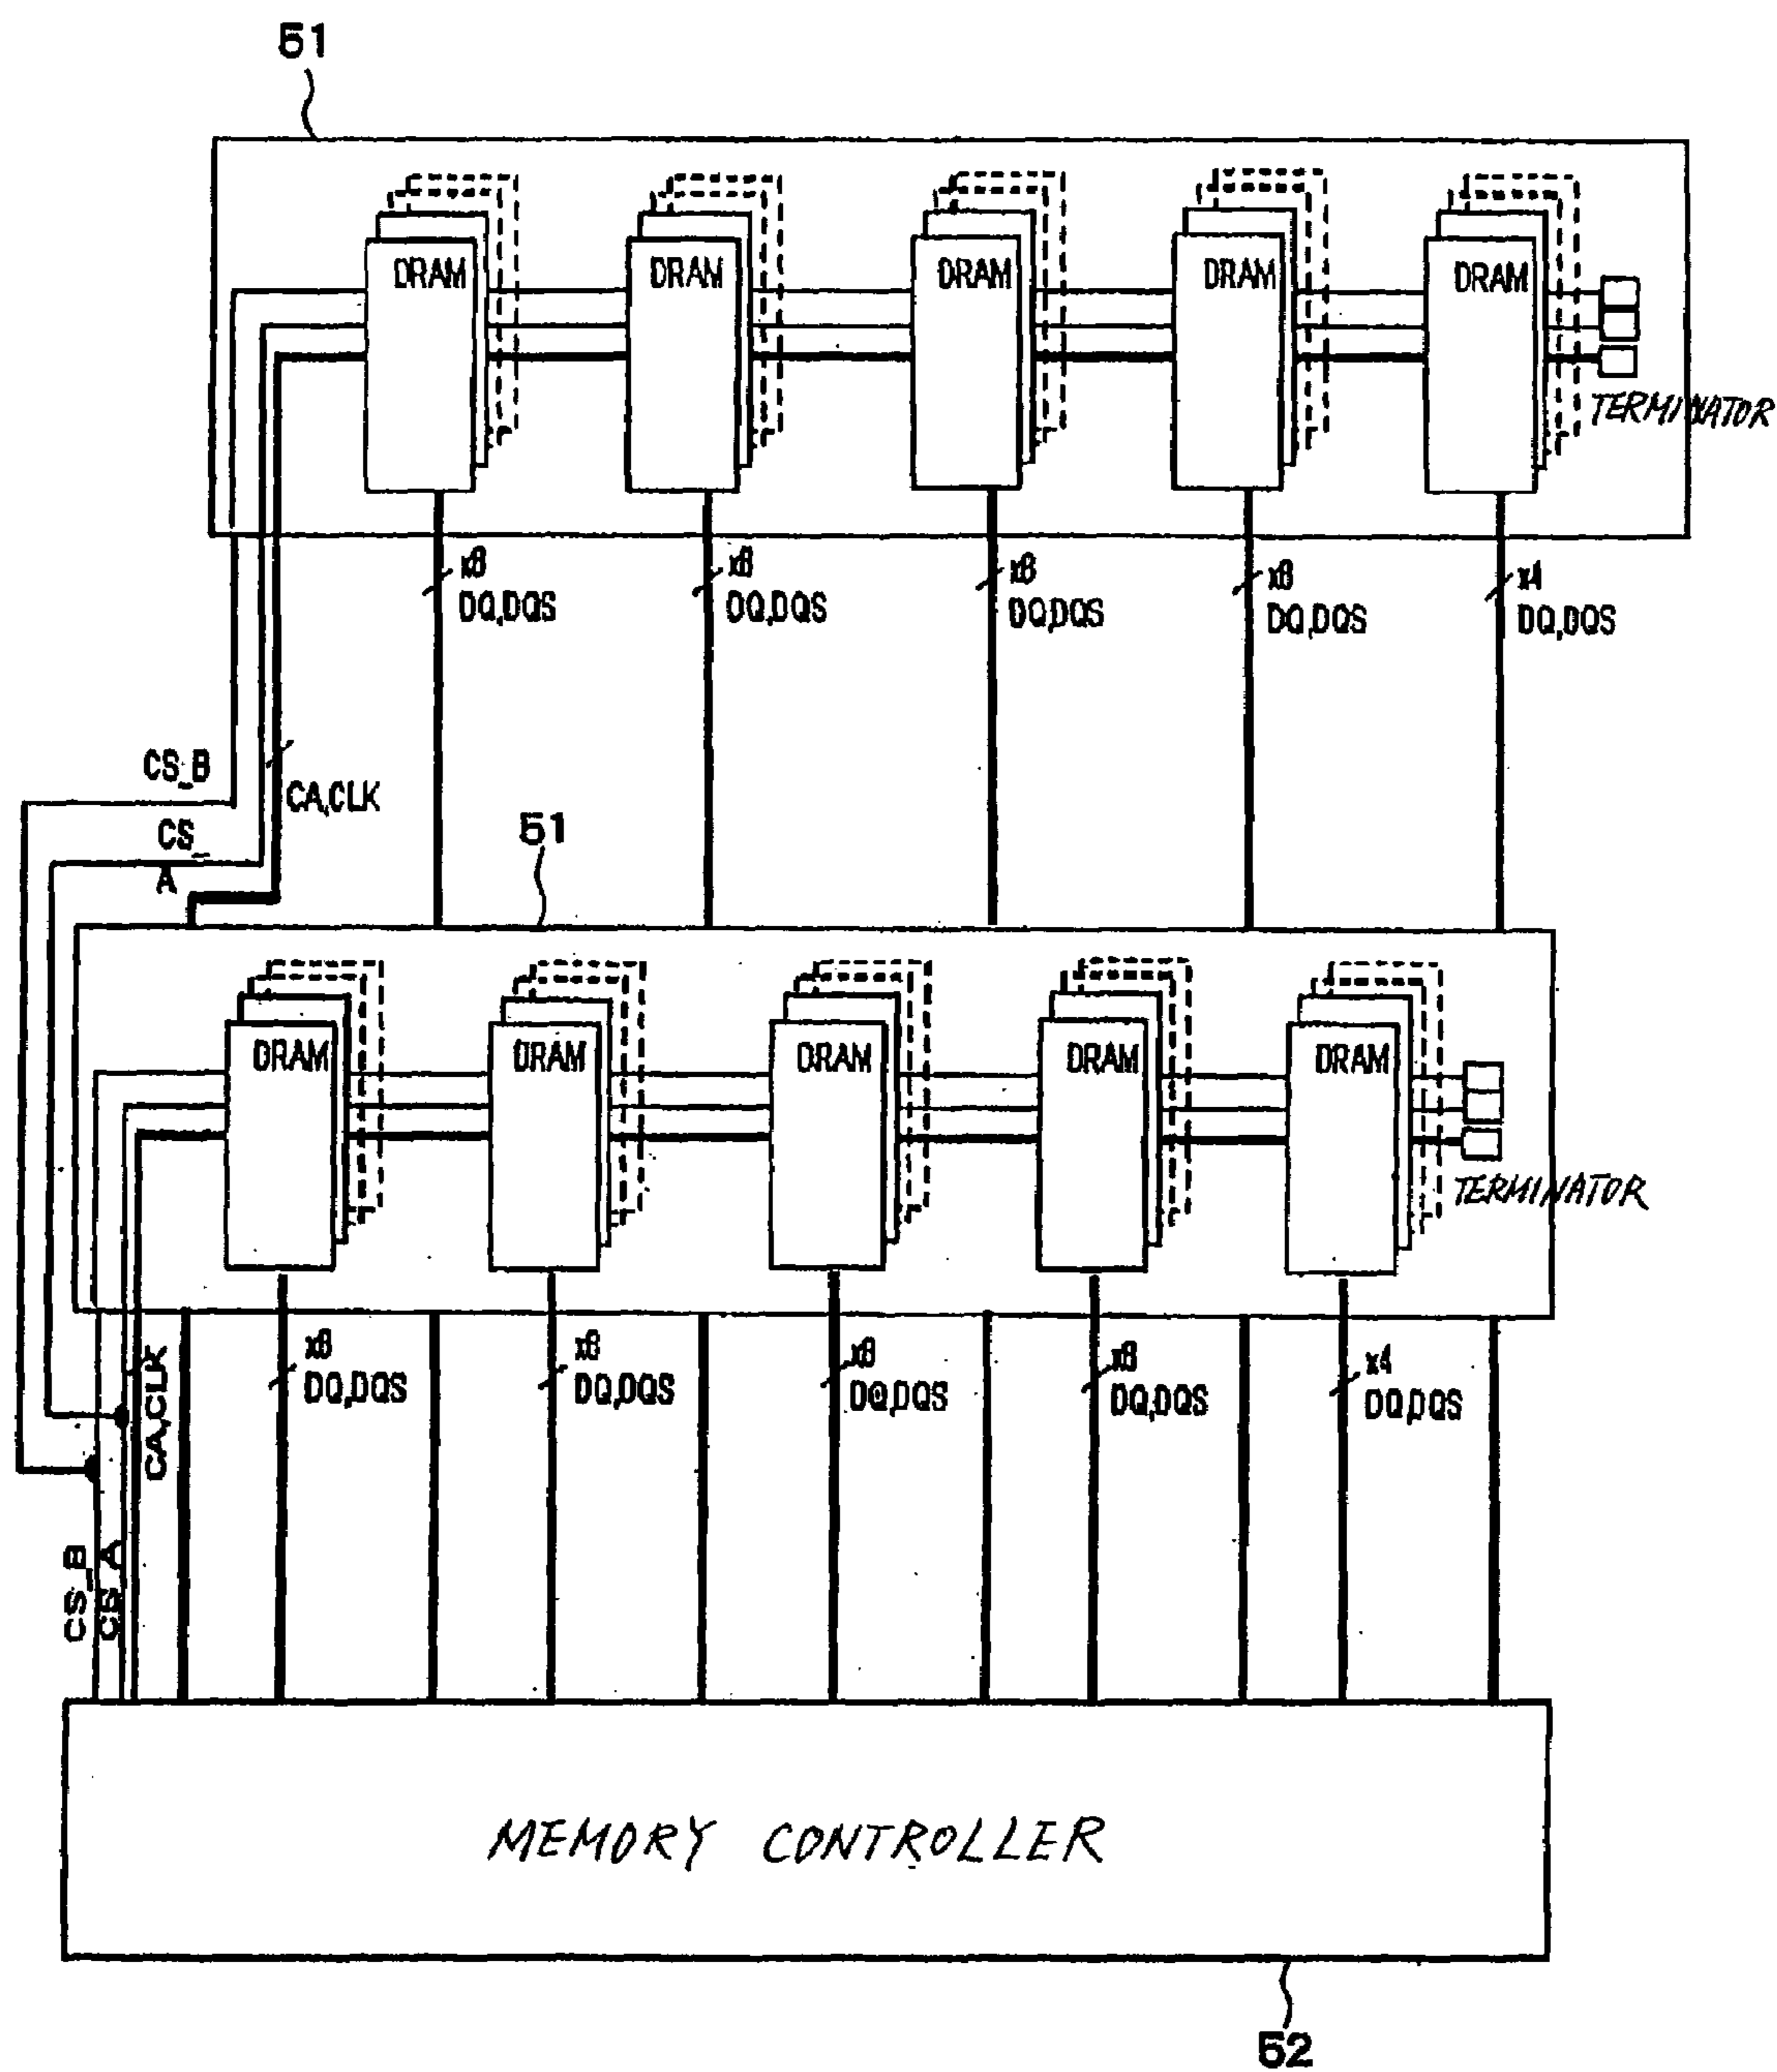 51
DRAM DRAM DRAM DRAM DRAM
TERMINATOR
x8 x8 x8 x8 x4
DQ,DQS DQ,DQS DQ,DQS DQ,DQS DQ,DQS
CS_B
CA,CLK
CS_
A
51
DRAM DRAM DRAM DRAM DRAM
TERMINATOR
x8 x8 x8 x8 x4
DQ,DQS DQ,DQS DQ,DQS DQ,DQS DQ,DQS
CA,CLK
CS_B
CS_A
MEMORY CONTROLLER
52